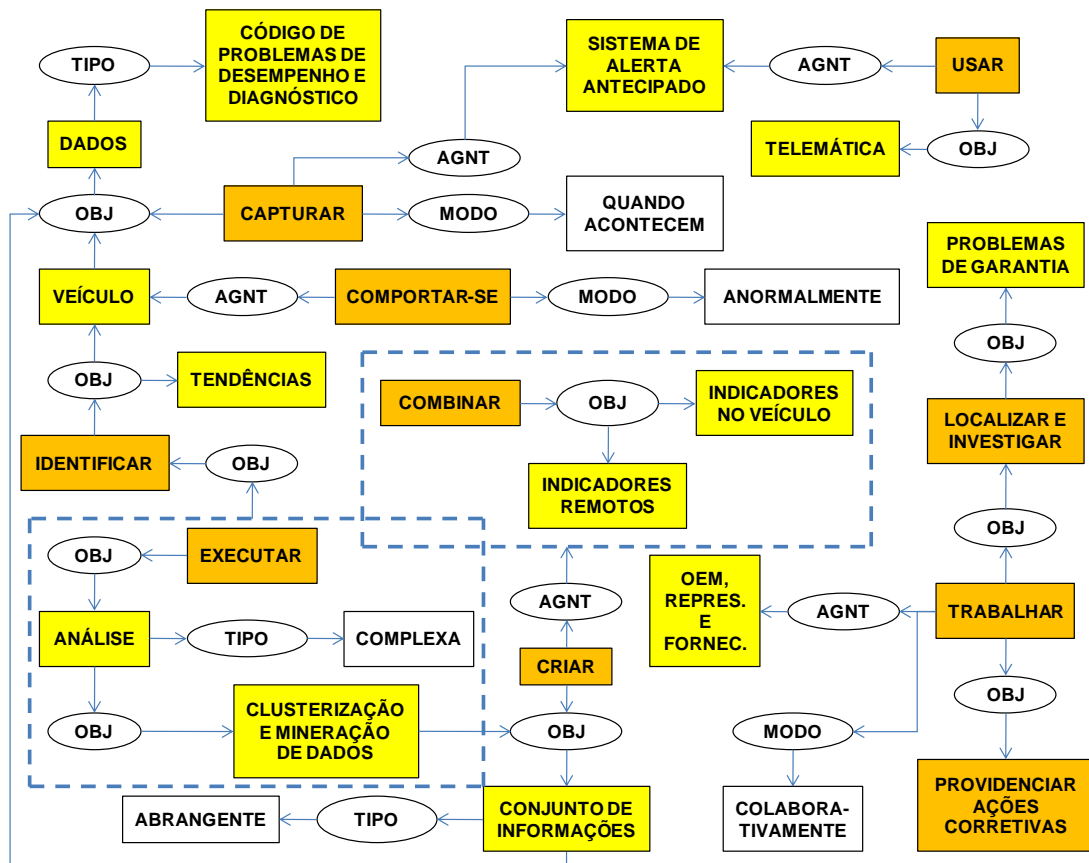 CÓDIGO DE
PROBLEMAS DE
DESEMPENHO E
DIAGNÓSTICO
TIPO
SISTEMA DE
ALERTA
ANTECIPADO
AGNT
USAR
DADOS
AGNT
TELEMÁTICA
OBJ
OBJ
CAPTURAR
MODO
QUANDO
ACONTECEM
PROBLEMAS
DE GARANTIA
VEÍCULO
AGNT
COMPORTAR-SE
MODO
ANORMALMENTE
OBJ
OBJ
TENDÊNCIAS
COMBINAR
OBJ
INDICADORES
NO VEÍCULO
LOCALIZAR E
INVESTIGAR
IDENTIFICAR
OBJ
INDICADORES
REMOTOS
OBJ
OBJ
EXECUTAR
AGNT
OEM,
REPRES.
E
FORNEC.
AGNT
TRABALHAR
ANÁLISE
TIPO
COMPLEXA
CRIAR
OBJ
OBJ
CLUSTERIZAÇÃO
E MINERAÇÃO
DE DADOS
OBJ
MODO
ABRANGENTE
TIPO
CONJUNTO DE
INFORMAÇÕES
COLABORA-
TIVAMENTE
PROVIDENCIAR
AÇÕES
CORRETIVAS